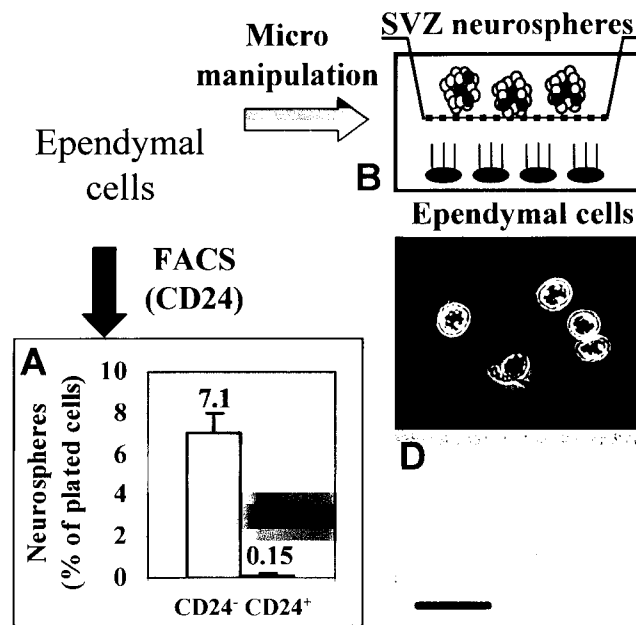 Micro
manipulation
SVZ neurospheres
Ependymal
cells
B
Ependymal cells
FACS
(CD24)
A
Neurospheres
(% of plated cells)
10
8
6
4
2
0
7.1
0.15
CD24⁻ CD24⁺
D